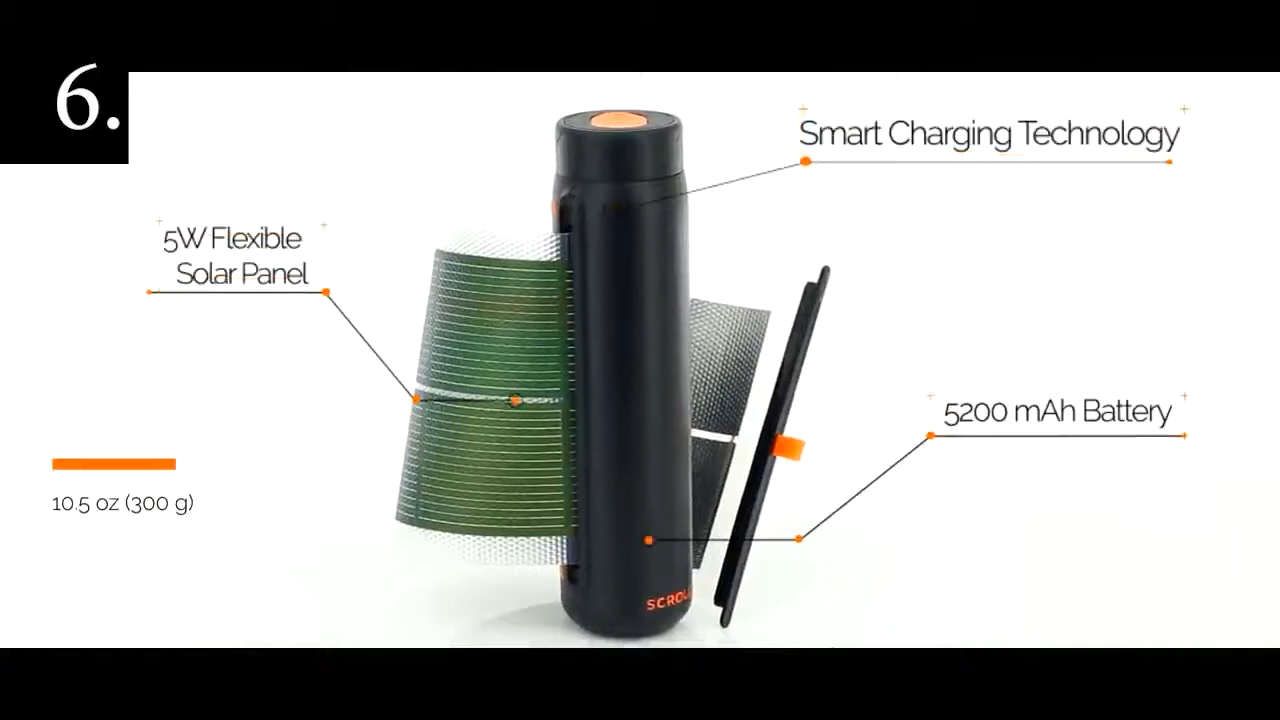 6.
Smart Charging Technology
5W Flexible
Solar Panel
5200 mAh Battery
10.5 oz (300 g)